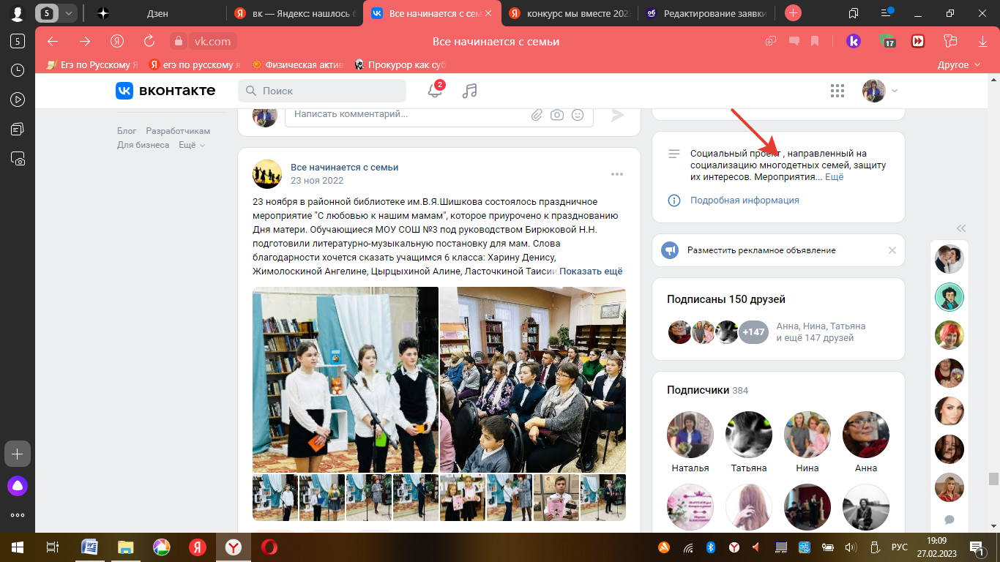 5
Дзен
вк — Яндекс: нашлось
Все начинается с сем
конкурс мы вместе 202
Редактирование заявки
5
vk.com
Все начинается с семьи
17
Егэ по Русскому Я
егэ по русскому я
Физическая актив
Прокурор как суб
Другое
вконтакте
Поиск
2
Написать комментарий...
Блог Разработчикам
Для бизнеса Ещё
Все начинается с семьи
23 ноя 2022
23 ноября в районной библиотеке им.В.Я.Шишкова состоялось праздничное
мероприятие "С любовью к нашим мамам", которое приурочено к празднованию
Дня матери. Обучающиеся МОУ СОШ №3 под руководством Бирюковой Н.Н.
подготовили литературно-музыкальную постановку для мам. Слова
благодарности хочется сказать учащимся 6 класса: Харину Денису,
Жимолоскиной Ангелине, Цырцыхиной Алине, Ласточкиной Таисии Показать ещё
Социальный проект , направленный на
социализацию многодетных семей, защиту
их интересов. Мероприятия... Ещё
Подробная информация
Разместить рекламное объявление
Подписаны 150 друзей
+147
Анна, Нина, Татьяна
и ещё 147 друзей
Подписчики 384
Наталья Татьяна Нина Анна
РУС
19:09
27.02.2023
1